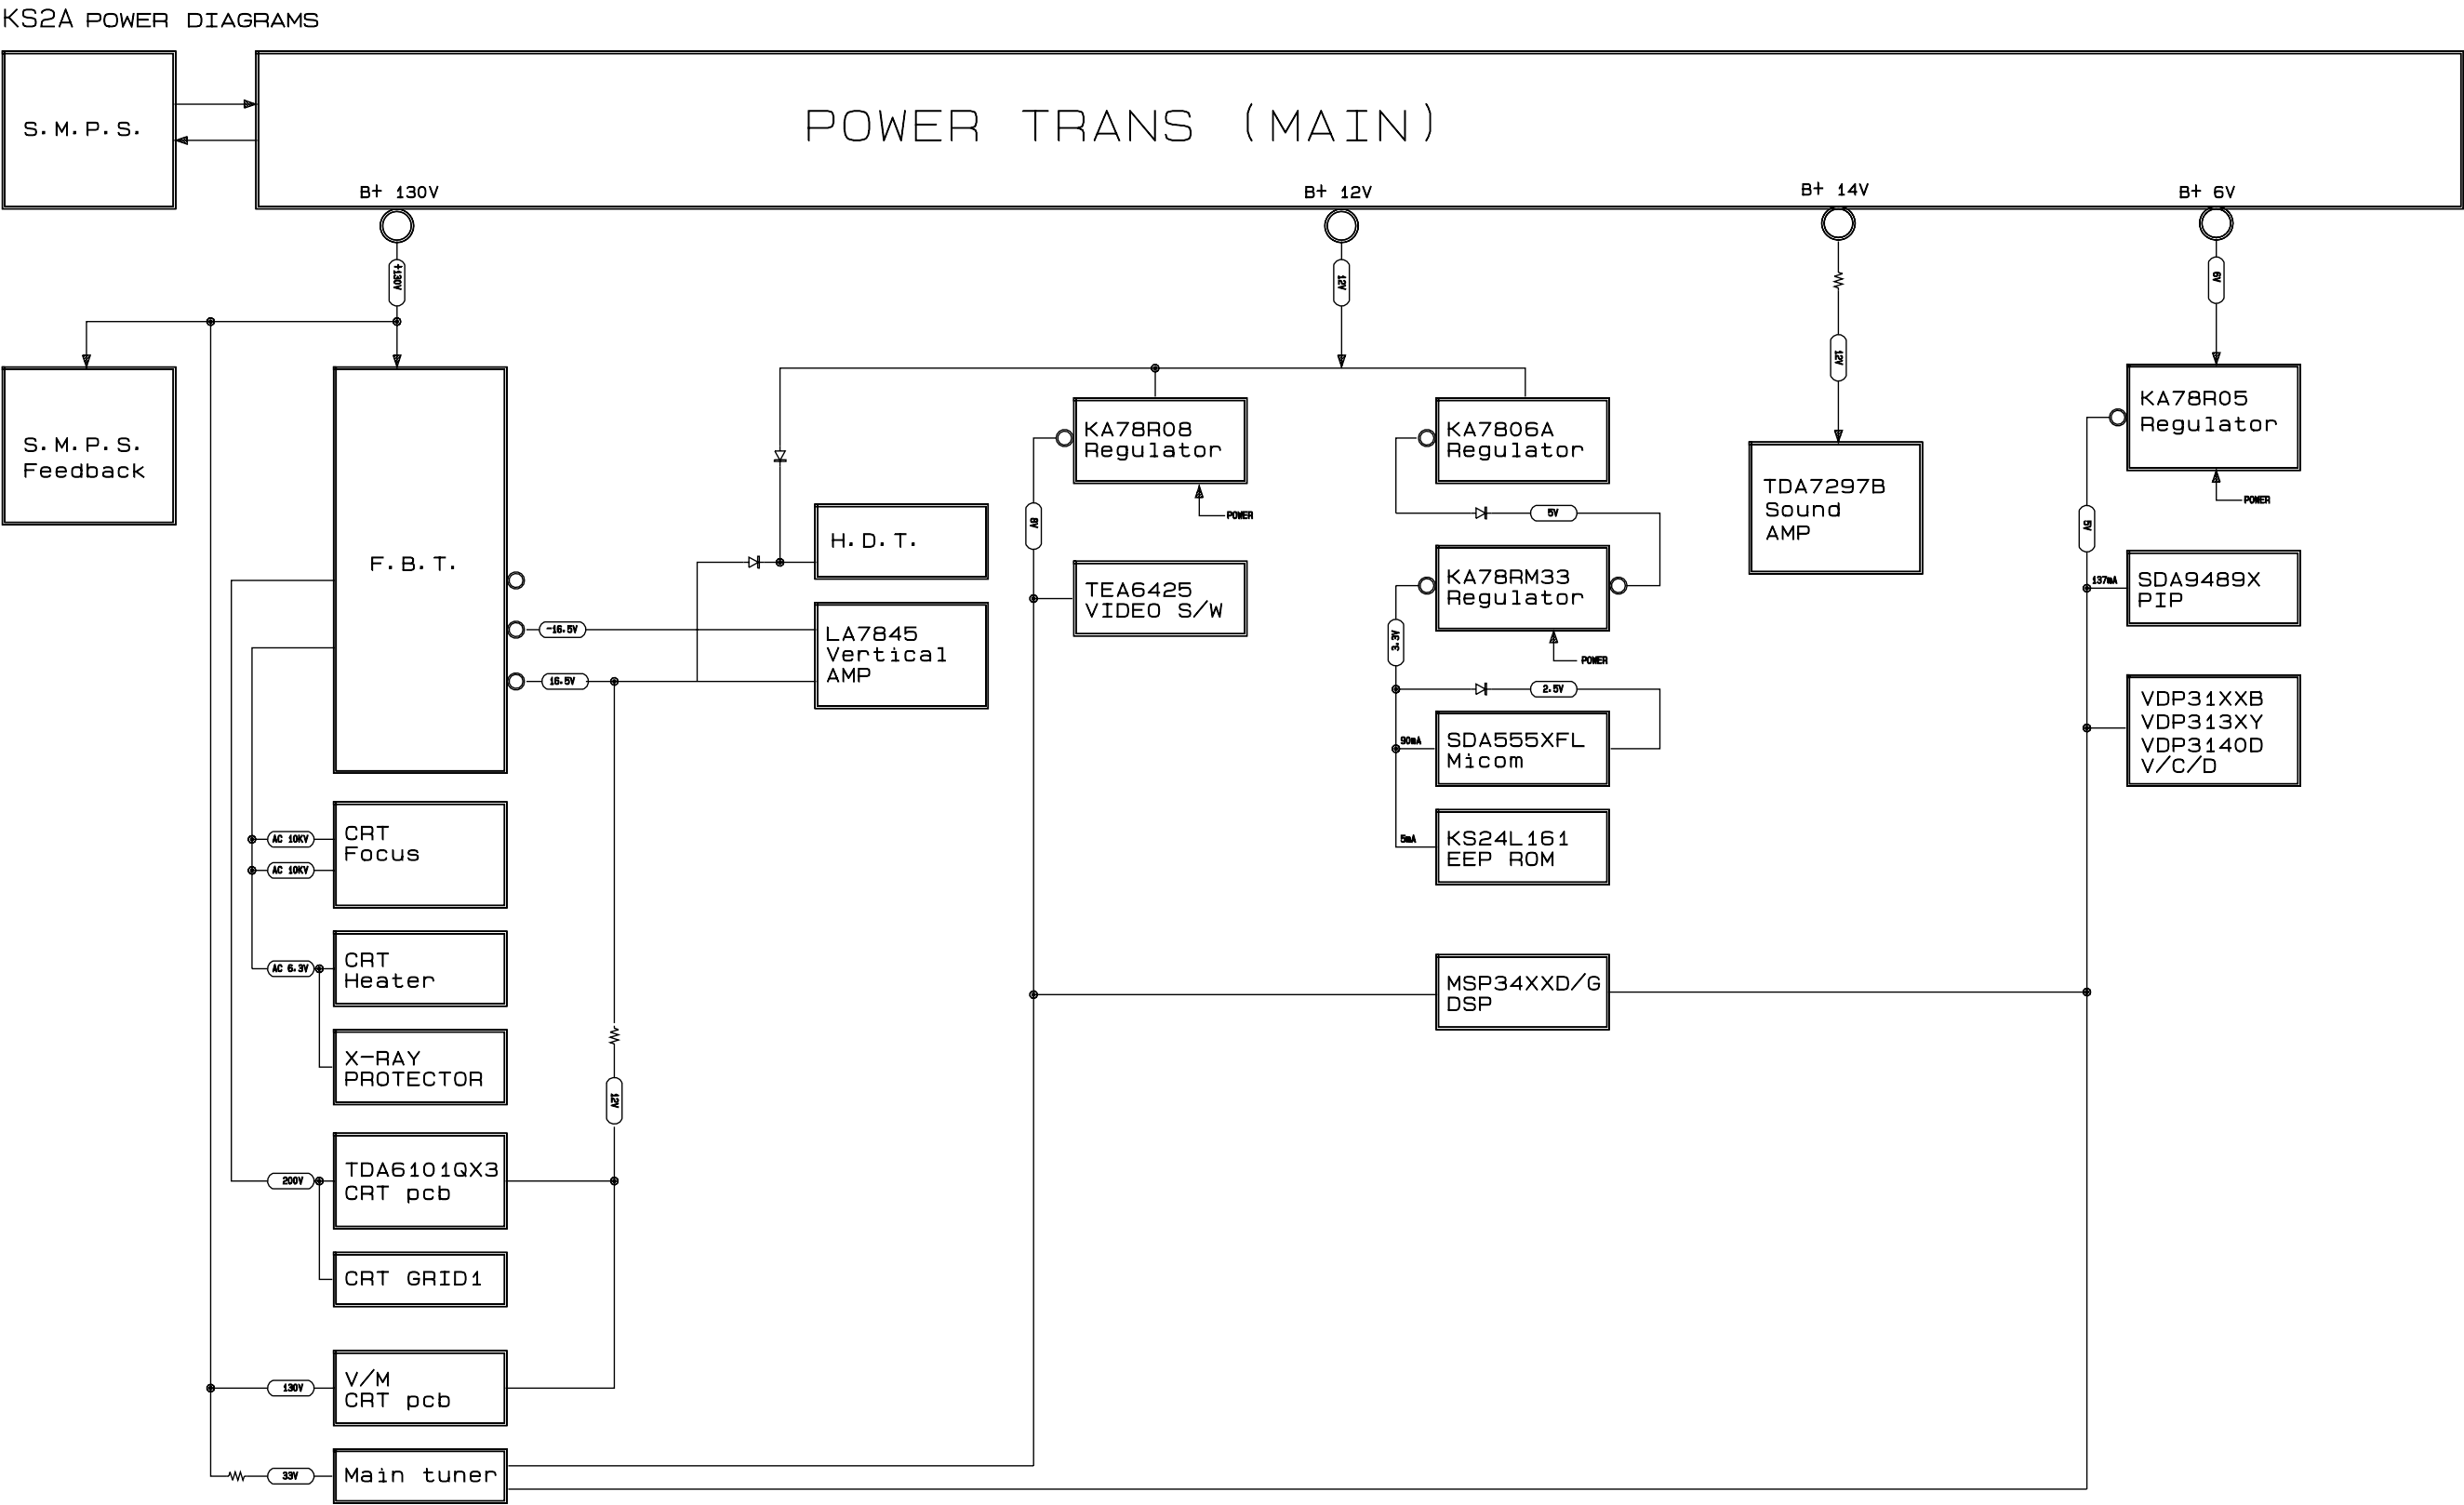 KS2A POWER DIAGRAMS
S.M.P.S.
POWER TRANS (MAIN)
B+ 130V
B+ 12V
B+ 14V
B+ 6V
+130V
12V
12V
6V
S.M.P.S.
Feedback
F.B.T.
-16.5V
16.5V
H.D.T.
LA7845
Vertical
AMP
KA78R08
Regulator
POWER
8V
TEA6425
VIDEO S/W
KA7806A
Regulator
5V
KA78RM33
Regulator
POWER
3.3V
2.5V
90mA
SDA555XFL
Micom
5mA
KS24L161
EEP ROM
TDA7297B
Sound
AMP
KA78R05
Regulator
POWER
5V
137mA
SDA9489X
PIP
VDP31XXB
VDP313XY
VDP3140D
V/C/D
AC 10KV
AC 10KV
CRT
Focus
AC 6.3V
CRT
Heater
X-RAY
PROTECTOR
12V
MSP34XXD/G
DSP
200V
TDA6101QX3
CRT pcb
CRT GRID1
130V
V/M
CRT pcb
33V
Main tuner